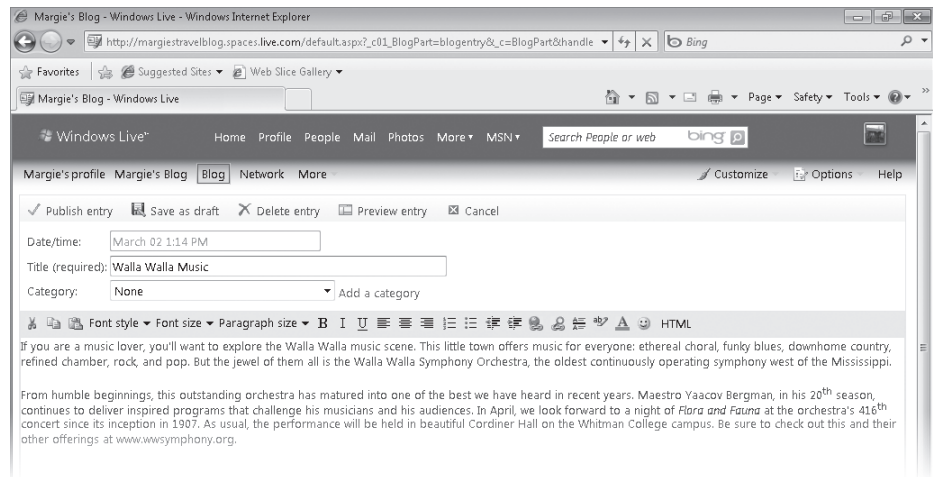 Margie's Blog - Windows Live - Windows Internet Explorer
http://margiestravelblog.spaces.live.com/default.aspx?_c01_BlogPart=blogentry&_c=BlogPart&handle
Bing
Favorites Suggested Sites Web Slice Gallery
Margie's Blog - Windows Live Page Safety Tools »
Windows Live™ Home Profile People Mail Photos More MSN Search People or web bing
Margie's profile Margie's Blog Blog Network More Customize Options Help
Publish entry Save as draft Delete entry Preview entry Cancel
Date/time: March 02 1:14 PM
Title (required): Walla Walla Music
Category: None Add a category
Font style Font size Paragraph size B I U HTML
If you are a music lover, you'll want to explore the Walla Walla music scene. This little town offers music for everyone: ethereal choral, funky blues, downhome country,
refined chamber, rock, and pop. But the jewel of them all is the Walla Walla Symphony Orchestra, the oldest continuously operating symphony west of the Mississippi.
From humble beginnings, this outstanding orchestra has matured into one of the best we have heard in recent years. Maestro Yaacov Bergman, in his 20th season,
continues to deliver inspired programs that challenge his musicians and his audiences. In April, we look forward to a night of Flora and Fauna at the orchestra's 416th
concert since its inception in 1907. As usual, the performance will be held in beautiful Cordiner Hall on the Whitman College campus. Be sure to check out this and their
other offerings at www.wwsymphony.org.